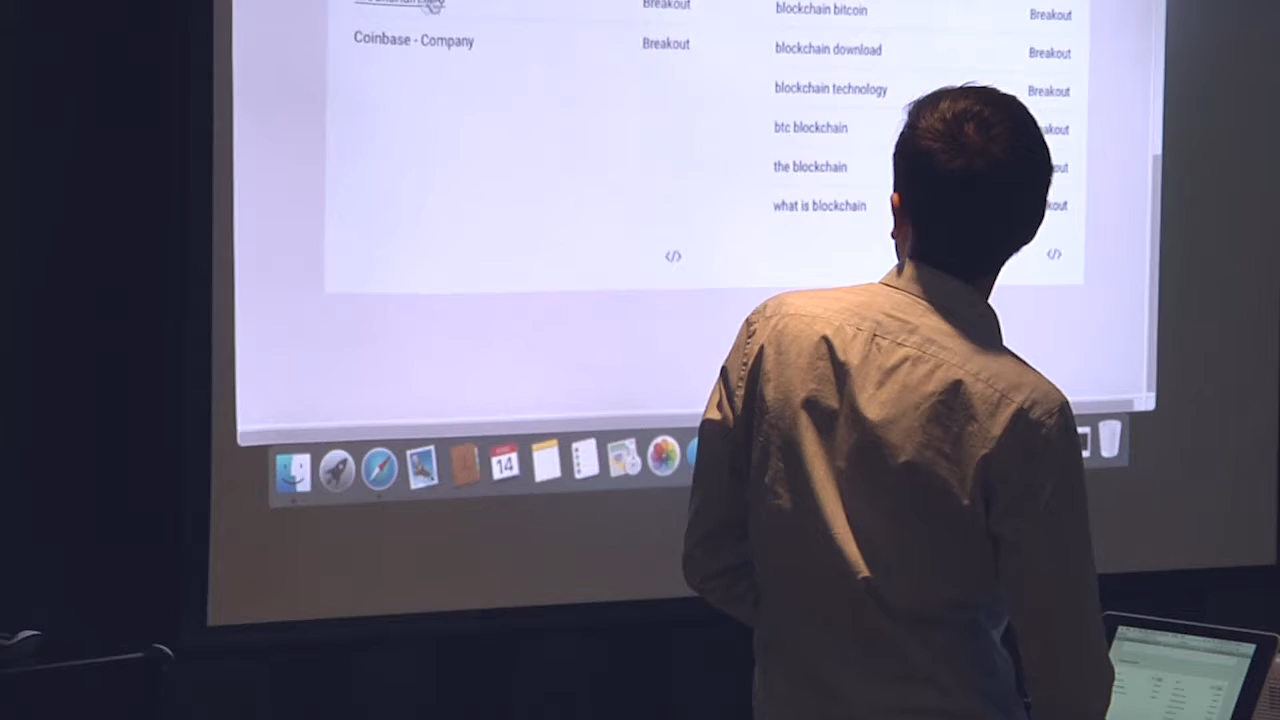 Breakout
Coinbase - Company Breakout
blockchain bitcoin Breakout
blockchain download Breakout
blockchain technology Breakout
btc blockchain
the blockchain
what is blockchain
</>
</>
14